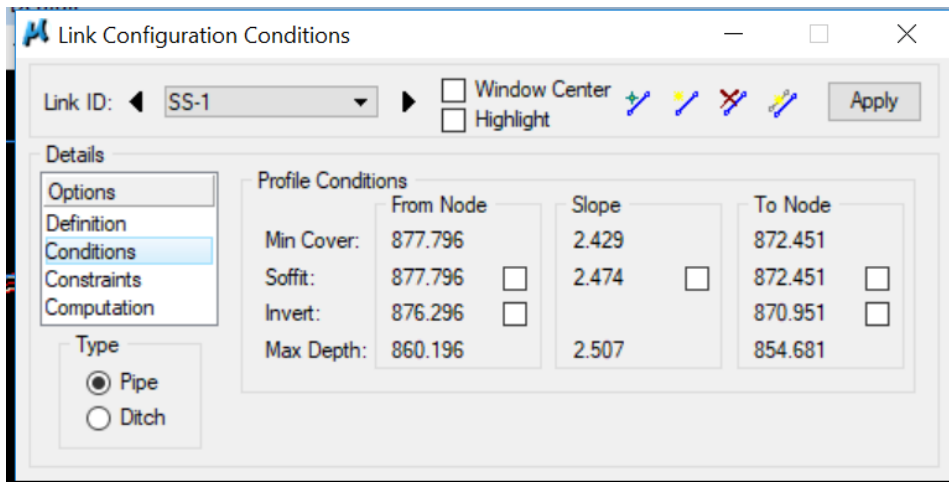 Link Configuration Conditions
Link ID: SS-1 Window Center Apply
Highlight
Details
Options
Definition
Conditions
Constraints
Computation
Type
Pipe
Ditch
Profile Conditions
From Node Slope To Node
Min Cover: 877.796 2.429 872.451
Soffit: 877.796 2.474 872.451
Invert: 876.296 870.951
Max Depth: 860.196 2.507 854.681